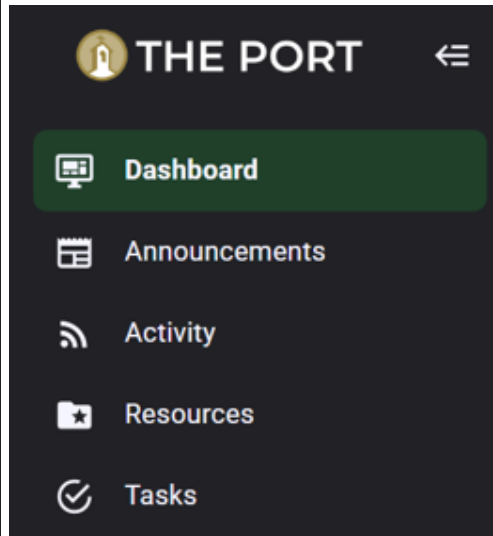 THE PORT
Dashboard
Announcements
Activity
Resources
Tasks